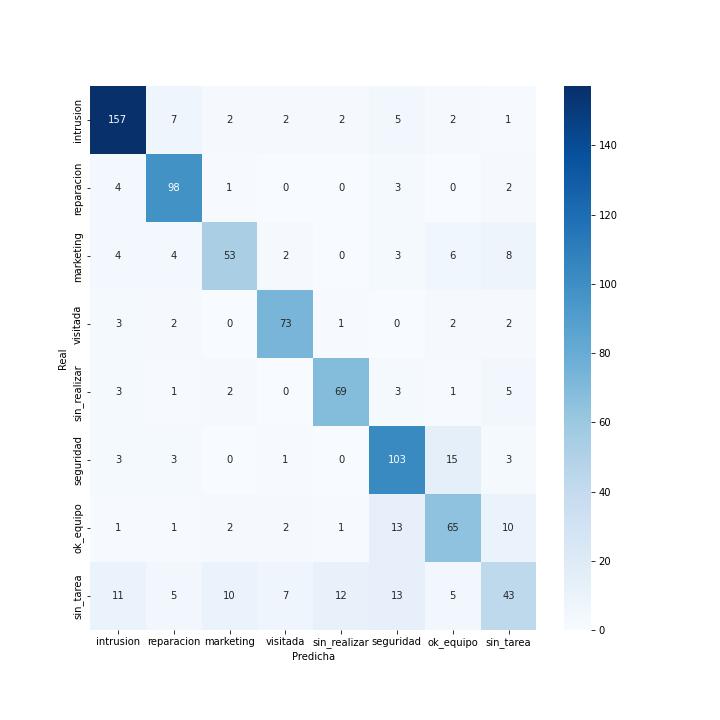 intrusion 157 7 2 2 2 5 2 1
reparacion 4 98 1 0 0 3 0 2
marketing 4 4 53 2 0 3 6 8
visitada 3 2 0 73 1 0 2 2
sin_realizar 3 1 2 0 69 3 1 5
seguridad 3 3 0 1 0 103 15 3
ok_equipo 1 1 2 2 1 13 65 10
sin_tarea 11 5 10 7 12 13 5 43
Real
intrusion reparacion marketing visitada sin_realizar seguridad ok_equipo sin_tarea
Predicha
140
120
100
80
60
40
20
0